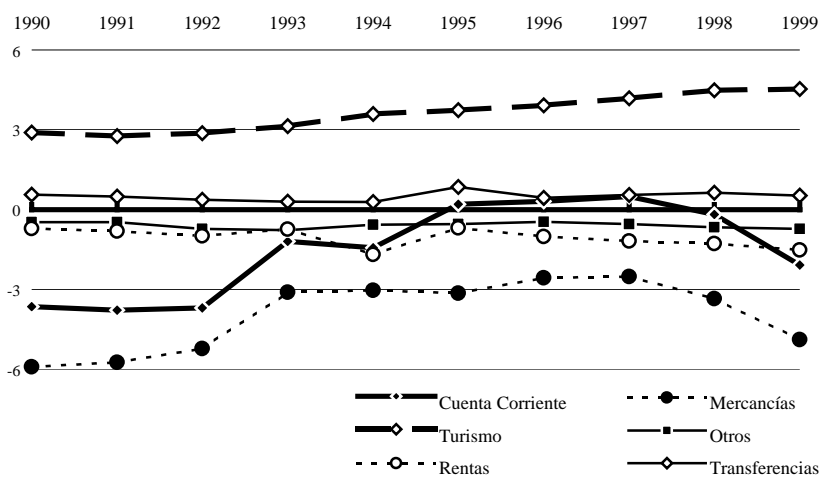 1990 1991 1992 1993 1994 1995 1996 1997 1998 1999
6
3
0
-3
-6
Cuenta Corriente Mercancías
Turismo Otros
Rentas Transferencias